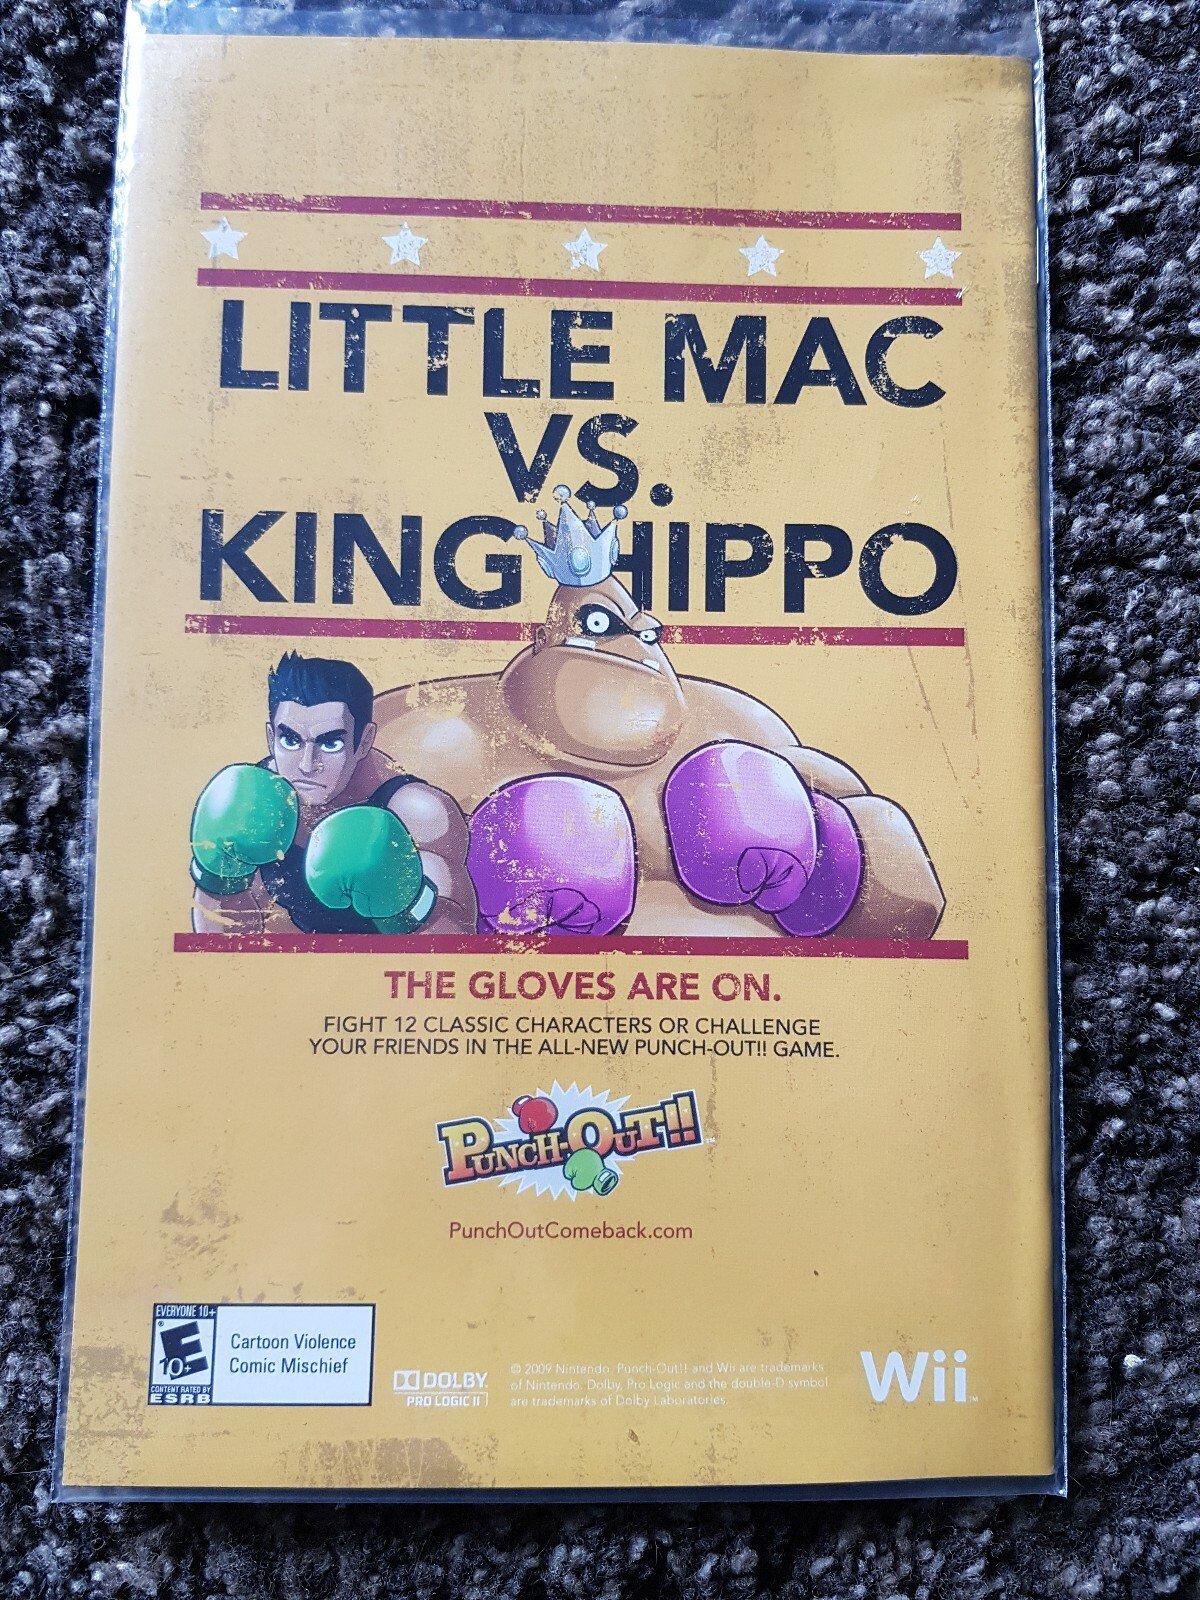 LITTLE MAC
VS.
KING HIPPO
THE GLOVES ARE ON.
FIGHT 12 CLASSIC CHARACTERS OR CHALLENGE
YOUR FRIENDS IN THE ALL-NEW PUNCH-OUT!! GAME.
PUNCH-OUT!!™
PunchOutComeback.com
EVERYONE 10+
E
10+
®
CONTENT RATED BY
ESRB
Cartoon Violence
Comic Mischief
DOLBY
PRO LOGIC II
© 2009 Nintendo. Punch-Out!! and Wii are trademarks
of Nintendo. Dolby, Pro Logic and the double-D symbol
are trademarks of Dolby Laboratories.
Wii™